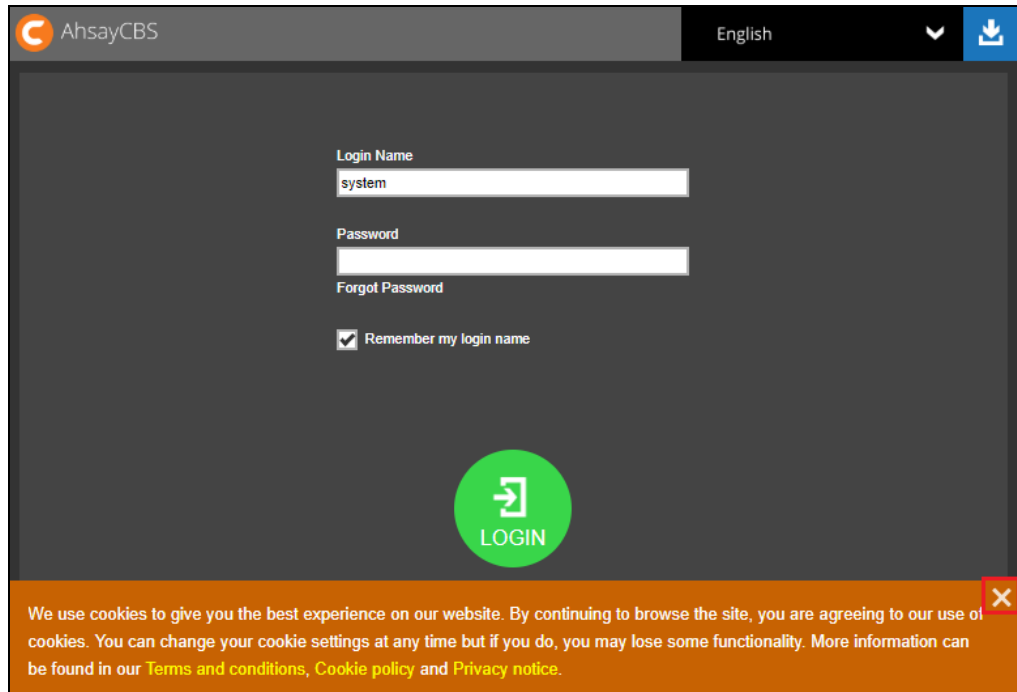 AhsayCBS
English
Login Name
system
Password
Forgot Password
Remember my login name
LOGIN
We use cookies to give you the best experience on our website. By continuing to browse the site, you are agreeing to our use of
cookies. You can change your cookie settings at any time but if you do, you may lose some functionality. More information can
be found in our Terms and conditions, Cookie policy and Privacy notice.